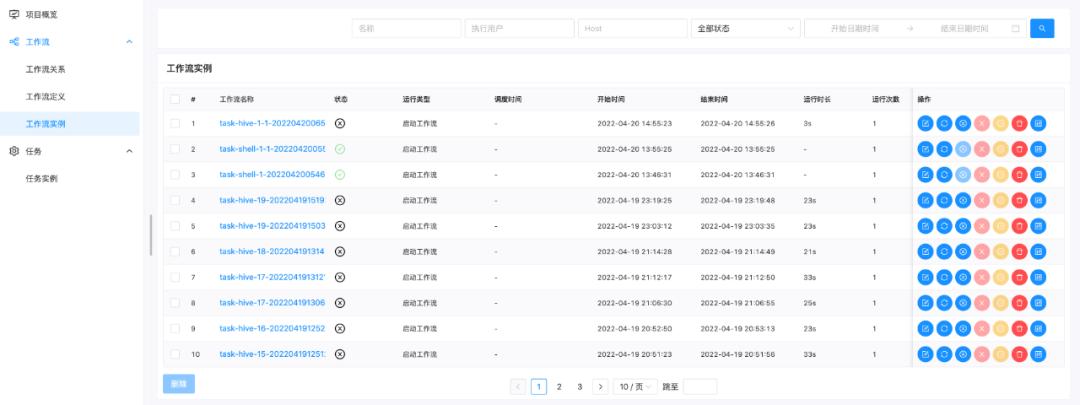 项目概览
工作流
工作流关系
工作流定义
工作流实例
任务
任务实例
名称 执行用户 Host 全部状态 开始日期时间 → 结束日期时间
工作流实例
# 工作流名称 状态 运行类型 调度时间 开始时间 结束时间 运行时长 运行次数 操作
1 task-hive-1-1-20220420065 启动工作流 - 2022-04-20 14:55:23 2022-04-20 14:55:26 3s 1
2 task-shell-1-1-2022042005 启动工作流 - 2022-04-20 13:55:25 2022-04-20 13:55:25 - 1
3 task-shell-1-202204200546 启动工作流 - 2022-04-20 13:46:31 2022-04-20 13:46:31 - 1
4 task-hive-19-202204191519 启动工作流 - 2022-04-19 23:19:25 2022-04-19 23:19:48 23s 1
5 task-hive-19-202204191503 启动工作流 - 2022-04-19 23:03:12 2022-04-19 23:03:35 23s 1
6 task-hive-18-202204191314 启动工作流 - 2022-04-19 21:14:28 2022-04-19 21:14:49 21s 1
7 task-hive-17-202204191312 启动工作流 - 2022-04-19 21:12:17 2022-04-19 21:12:50 33s 1
8 task-hive-17-202204191306 启动工作流 - 2022-04-19 21:06:30 2022-04-19 21:06:55 25s 1
9 task-hive-16-202204191252 启动工作流 - 2022-04-19 20:52:50 2022-04-19 20:53:13 23s 1
10 task-hive-15-202204191251 启动工作流 - 2022-04-19 20:51:23 2022-04-19 20:51:56 33s 1
删除 1 2 3 10 / 页 跳至